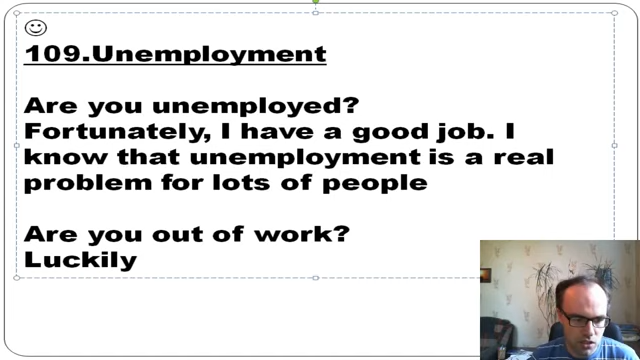 109.Unemployment
Are you unemployed?
Fortunately, I have a good job. I
know that unemployment is a real
problem for lots of people
Are you out of work?
Luckily